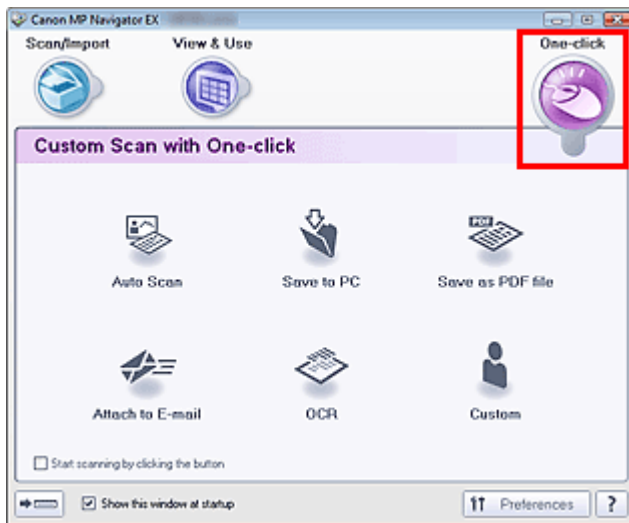 Canon MP Navigator EX
Scan/Import View & Use One-click
Custom Scan with One-click
PDF
Auto Scan Save to PC Save as PDF file
Attach to E-mail OCR Custom
Start scanning by clicking the button
Show this window at startup Preferences ?